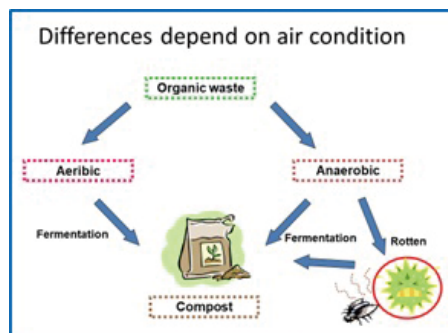 Differences depend on air condition
Organic waste
Aeribic
Anaerobic
Fermentation
Fermentation
Rotten
Compost